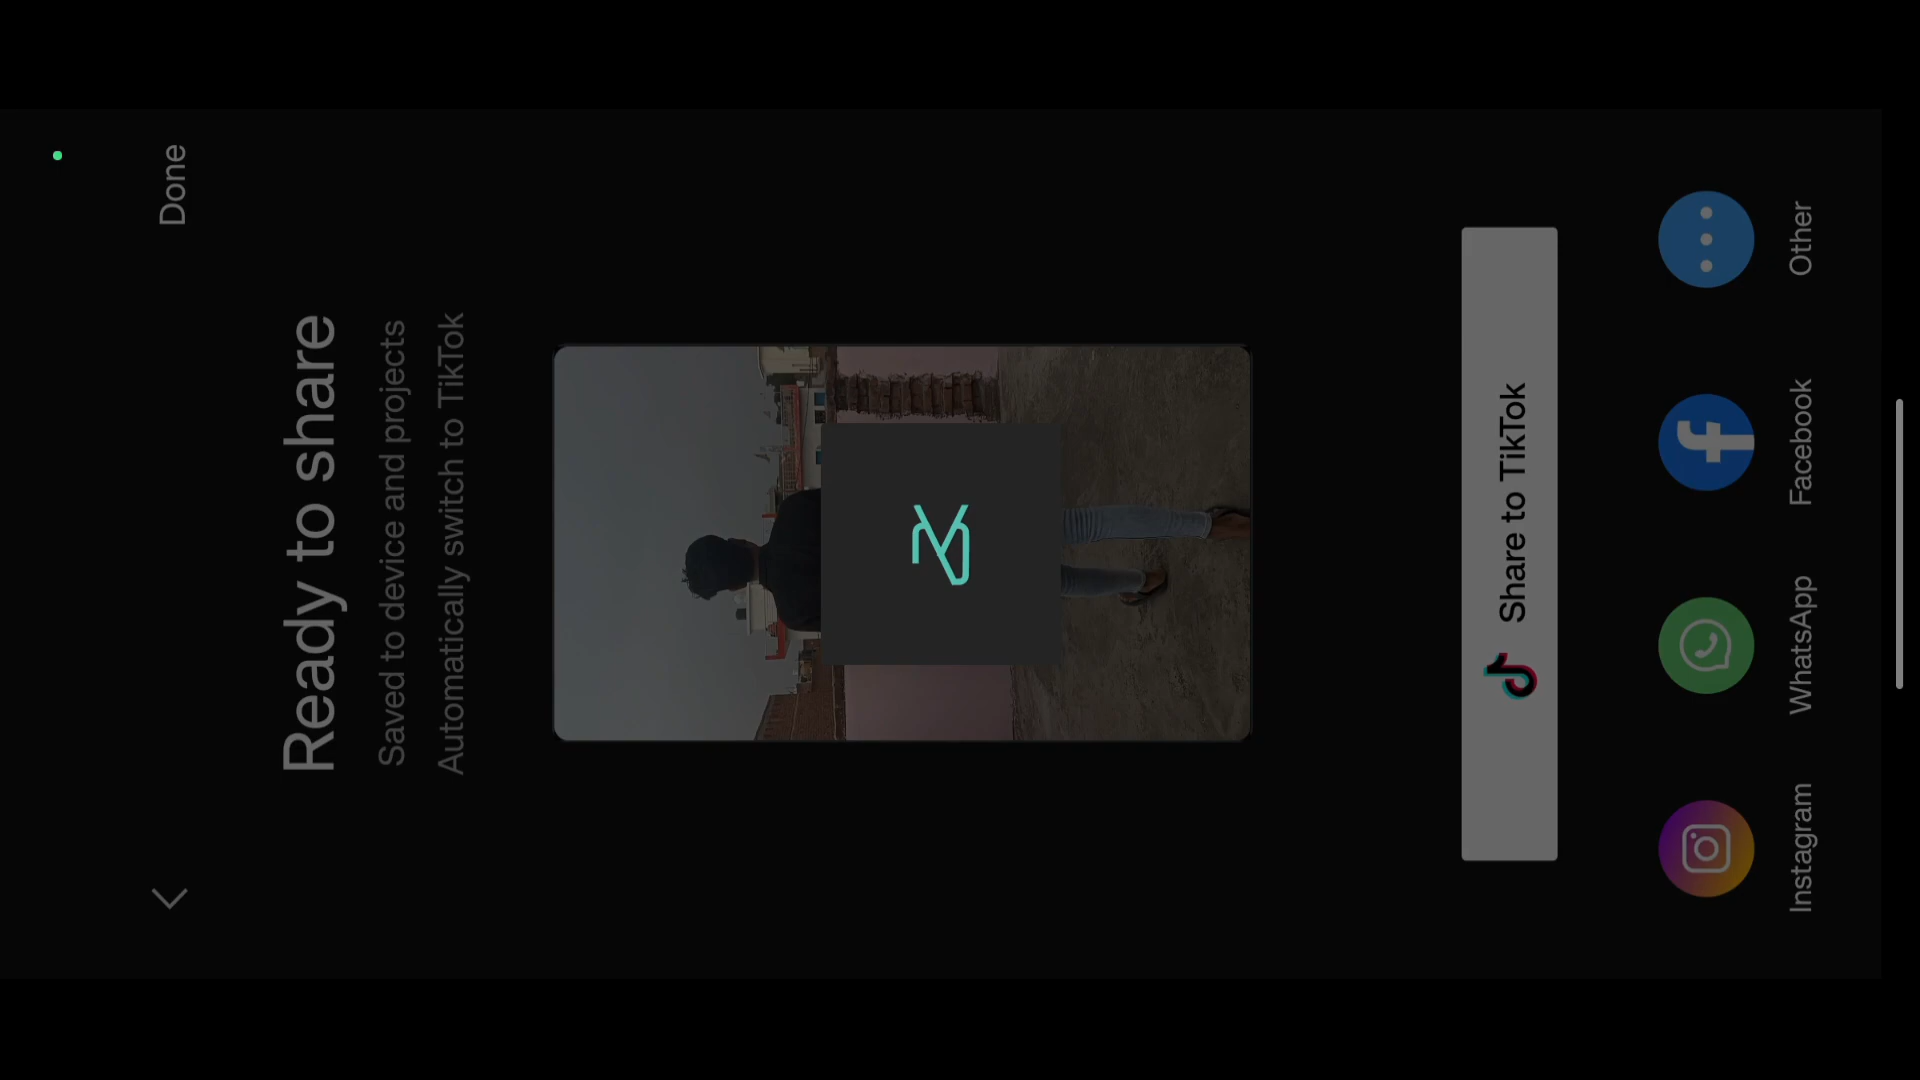 Done
Ready to share
Saved to device and projects
Automatically switch to TikTok
Share to TikTok
Instagram
WhatsApp
Facebook
Other